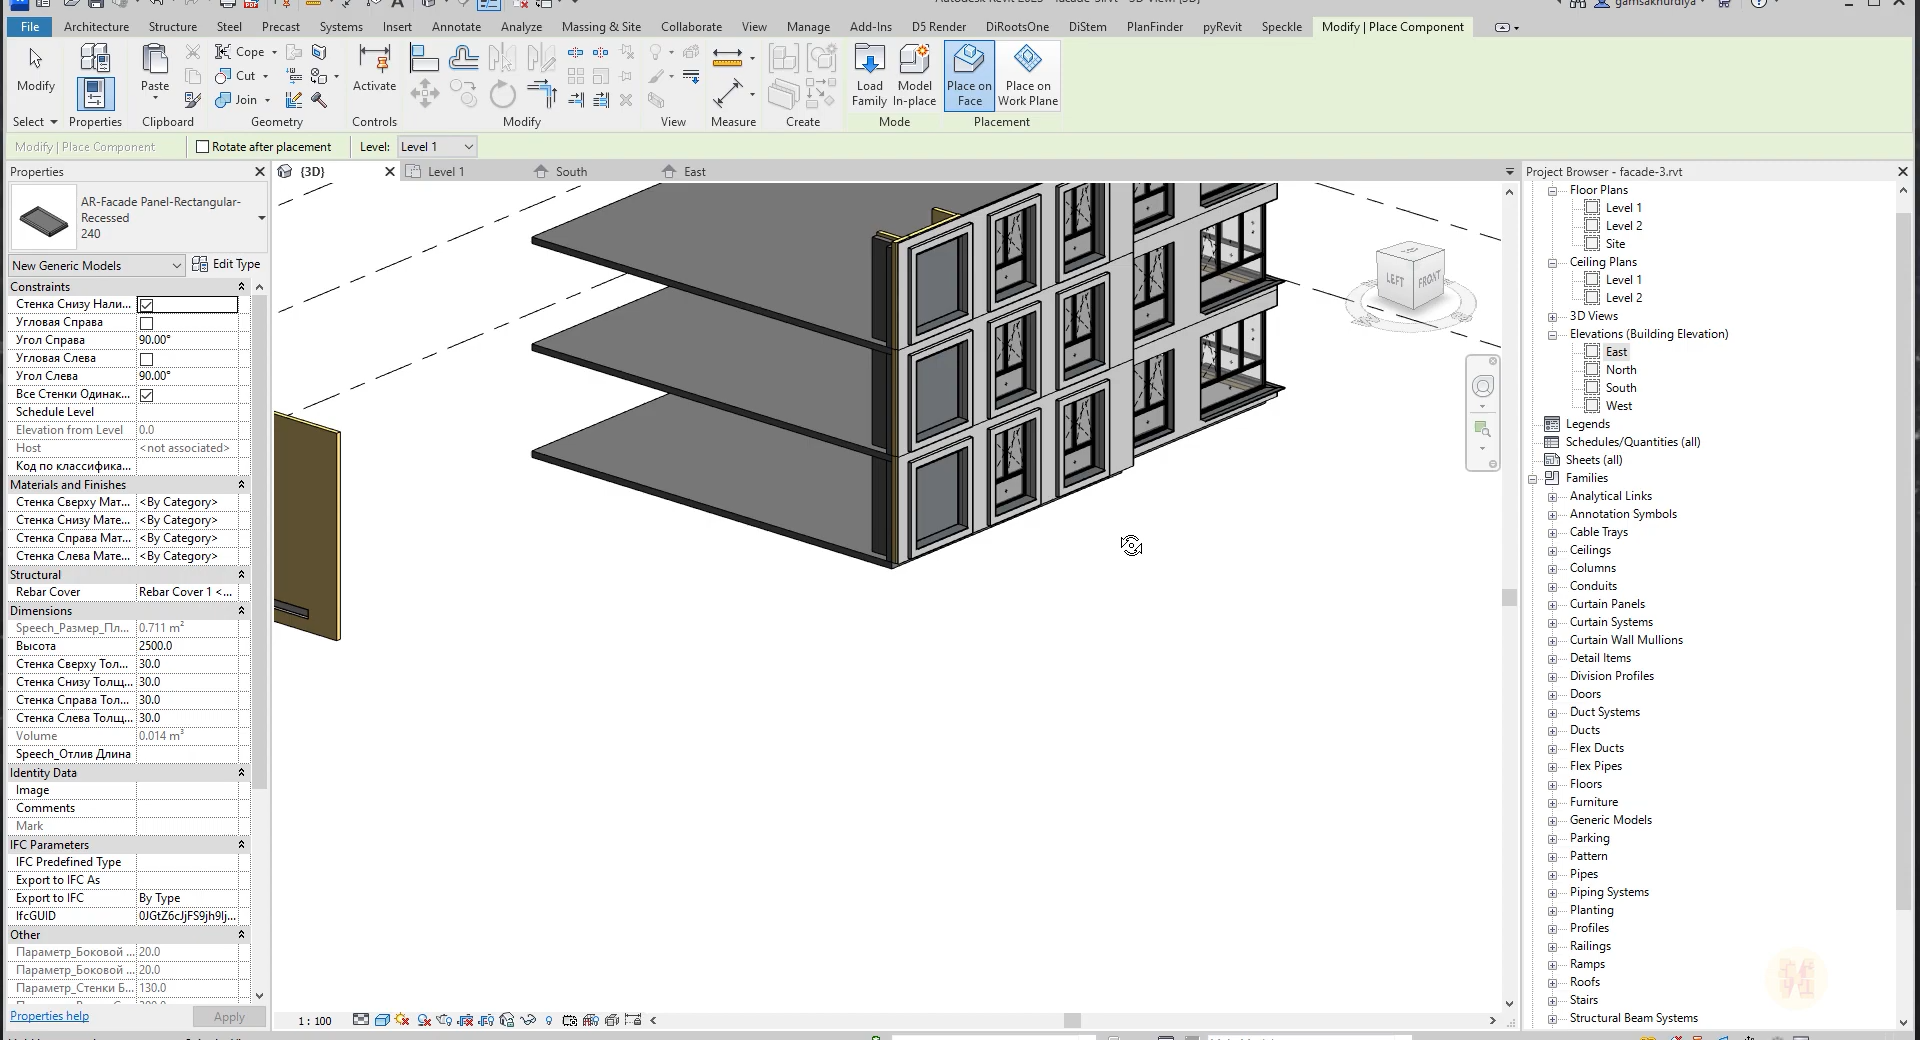 gamsakhurdiya
File Architecture Structure Steel Precast Systems Insert Annotate Analyze Massing & Site Collaborate View Manage Add-Ins D5 Render DiRootsOne DiStem PlanFinder pyRevit Speckle Modify | Place Component
Modify
Paste
Cope
Cut
Join
Activate
Load Family
Model In-place
Place on Face
Place on Work Plane
Select Properties Clipboard Geometry Controls Modify View Measure Create Mode Placement
Modify | Place Component Rotate after placement Level: Level 1
Properties
{3D} Level 1 South East
AR-Facade Panel-Rectangular-
Recessed
240
New Generic Models Edit Type
Constraints
Стенка Снизу Нали...
Угловая Справа
Угол Справа 90.00°
Угловая Слева
Угол Слева 90.00°
Все Стенки Одинак...
Schedule Level
Elevation from Level 0.0
Host <not associated>
Код по классифика...
Materials and Finishes
Стенка Сверху Мат... <By Category>
Стенка Снизу Мате... <By Category>
Стенка Справа Мат... <By Category>
Стенка Слева Мате... <By Category>
Structural
Rebar Cover Rebar Cover 1 <...
Dimensions
Speech_Размер_Пл... 0.711 m²
Высота 2500.0
Стенка Сверху Тол... 30.0
Стенка Снизу Толщ... 30.0
Стенка Справа Тол... 30.0
Стенка Слева Толщ... 30.0
Volume 0.014 m³
Speech_Отлив Длина
Identity Data
Image
Comments
Mark
IFC Parameters
IFC Predefined Type
Export to IFC As
Export to IFC By Type
IfcGUID 0JGtZ6cJjFS9jh9Ij...
Other
Параметр_Боковой ... 20.0
Параметр_Боковой ... 20.0
Параметр_Стенки Б... 130.0
Properties help Apply
LEFT FRONT
1 : 100
Project Browser - facade-3.rvt
Floor Plans
Level 1
Level 2
Site
Ceiling Plans
Level 1
Level 2
3D Views
Elevations (Building Elevation)
East
North
South
West
Legends
Schedules/Quantities (all)
Sheets (all)
Families
Analytical Links
Annotation Symbols
Cable Trays
Ceilings
Columns
Conduits
Curtain Panels
Curtain Systems
Curtain Wall Mullions
Detail Items
Division Profiles
Doors
Duct Systems
Ducts
Flex Ducts
Flex Pipes
Floors
Furniture
Generic Models
Parking
Pattern
Pipes
Piping Systems
Planting
Profiles
Railings
Ramps
Roofs
Stairs
Structural Beam Systems